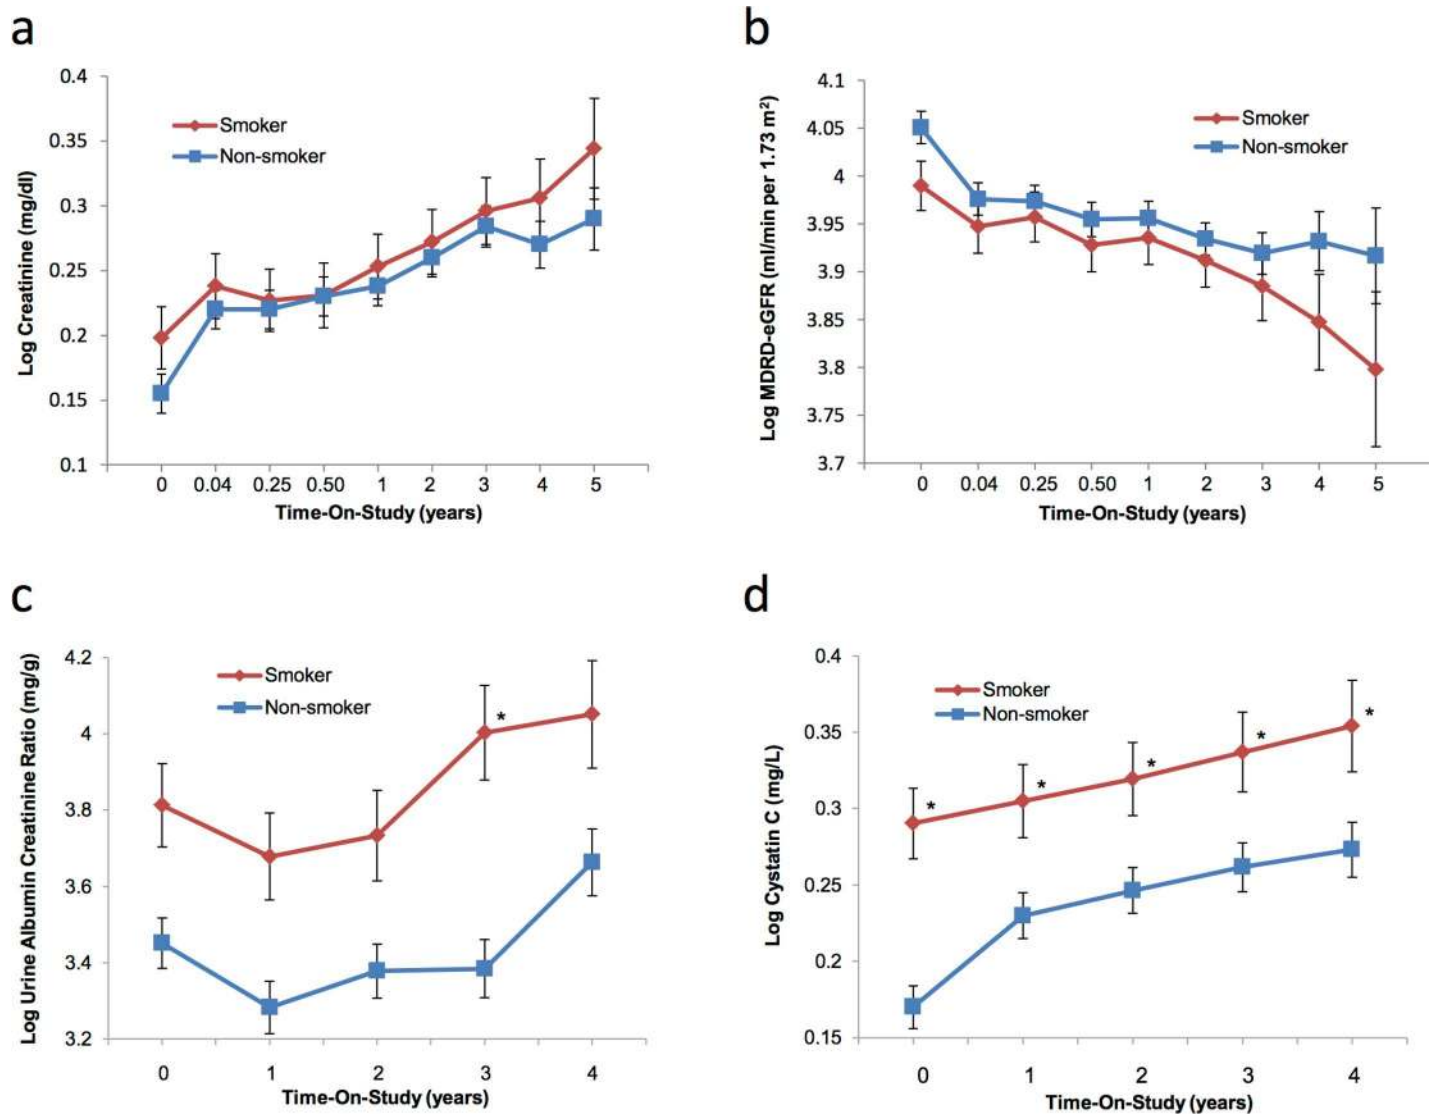 a
Log Creatinine (mg/dl)
0.4
0.35
0.3
0.25
0.2
0.15
0.1
Smoker
Non-smoker
0 0.04 0.25 0.50 1 2 3 4 5
Time-On-Study (years)
b
Log MDRD-eGFR (ml/min per 1.73 m²)
4.1
4.05
4
3.95
3.9
3.85
3.8
3.75
3.7
Smoker
Non-smoker
0 0.04 0.25 0.50 1 2 3 4 5
Time-On-Study (years)
c
Log Urine Albumin Creatinine Ratio (mg/g)
4.2
4
3.8
3.6
3.4
3.2
Smoker
Non-smoker
*
0 1 2 3 4
Time-On-Study (years)
d
Log Cystatin C (mg/L)
0.4
0.35
0.3
0.25
0.2
0.15
Smoker
Non-smoker
* * * * *
0 1 2 3 4
Time-On-Study (years)